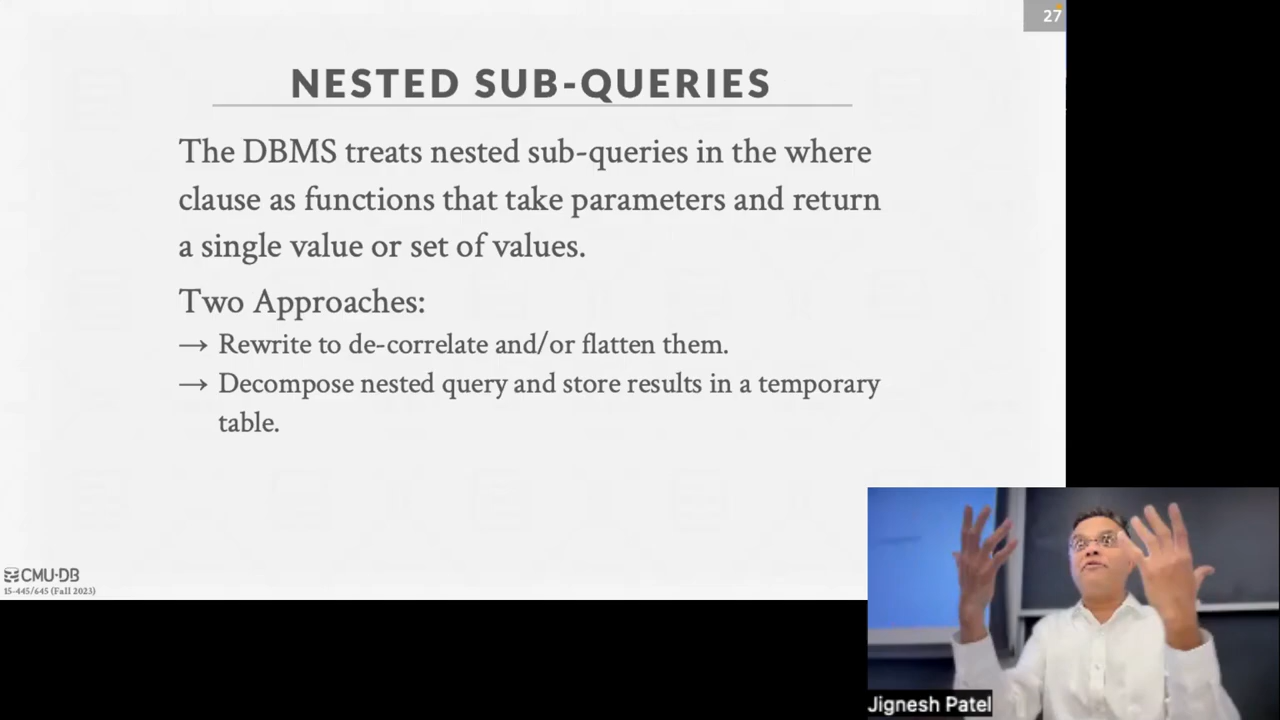 27
NESTED SUB-QUERIES
The DBMS treats nested sub-queries in the where
clause as functions that take parameters and return
a single value or set of values.
Two Approaches:
→ Rewrite to de-correlate and/or flatten them.
→ Decompose nested query and store results in a temporary
table.
CMU·DB
15-445/645 (Fall 2023)
Jignesh Patel